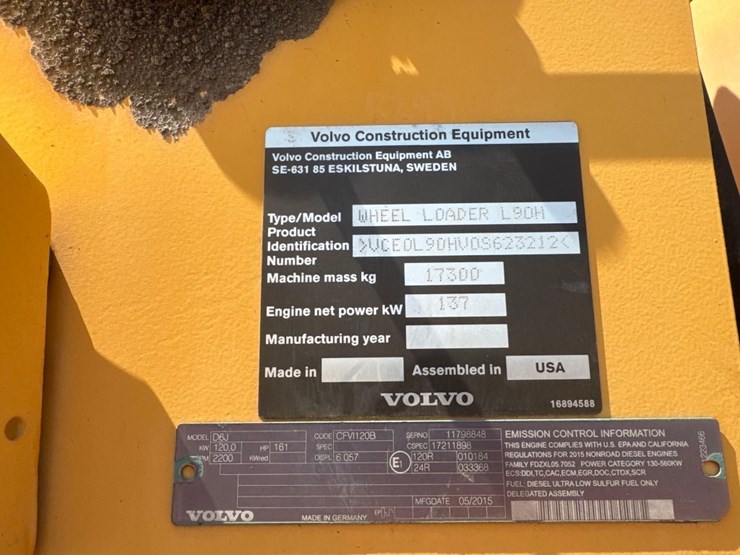 Volvo Construction Equipment
Volvo Construction Equipment AB
SE-631 85 ESKILSTUNA, SWEDEN
Type/Model WHEEL LOADER L90H
Product
Identification >VCE0L90HV0S623212<
Number
Machine mass kg 17300
Engine net power kW 137
Manufacturing year
Made in Assembled in USA
VOLVO
16894588
MODEL D6J CODE CFVI120B SERNO 11798848
KW 120.0 HP 161 SPEC CSPEC 17211898
RPM 2200 DISPL 6.057 E1 120R 010184
24R 033368
MFGDATE 05/2015
VOLVO MADE IN GERMANY
EMISSION CONTROL INFORMATION
THIS ENGINE COMPLIES WITH U.S. EPA AND CALIFORNIA
REGULATIONS FOR 2015 NONROAD DIESEL ENGINES
FAMILY FDZXL05.7052 POWER CATEGORY 130-560KW
ECS:DDI,TC,CAC,ECM,EGR,DOC,CTOX,SCR
FUEL: DIESEL ULTRA LOW SULFUR FUEL ONLY
DELEGATED ASSEMBLY